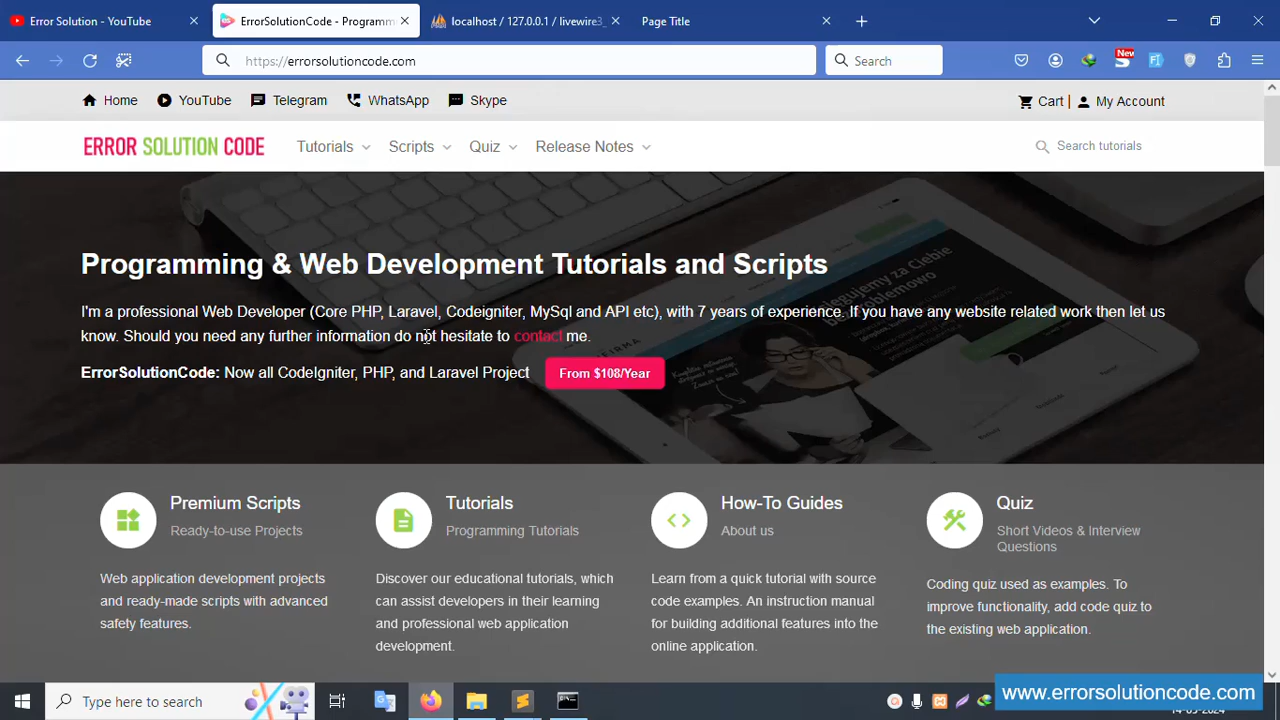 Error Solution - YouTube
ErrorSolutionCode - Programm
localhost / 127.0.0.1 / livewire3_
Page Title
https://errorsolutioncode.com
Search
New
Home
YouTube
Telegram
WhatsApp
Skype
Cart |
My Account
ERROR SOLUTION CODE
Tutorials
Scripts
Quiz
Release Notes
Search tutorials
Programming & Web Development Tutorials and Scripts
I'm a professional Web Developer (Core PHP, Laravel, Codeigniter, MySql and API etc), with 7 years of experience. If you have any website related work then let us
know. Should you need any further information do not hesitate to contact me.
ErrorSolutionCode: Now all CodeIgniter, PHP, and Laravel Project
From $108/Year
Premium Scripts
Ready-to-use Projects
Web application development projects
and ready-made scripts with advanced
safety features.
Tutorials
Programming Tutorials
Discover our educational tutorials, which
can assist developers in their learning
and professional web application
development.
How-To Guides
About us
Learn from a quick tutorial with source
code examples. An instruction manual
for building additional features into the
online application.
Quiz
Short Videos & Interview
Questions
Coding quiz used as examples. To
improve functionality, add code quiz to
the existing web application.
Type here to search
www.errorsolutioncode.com